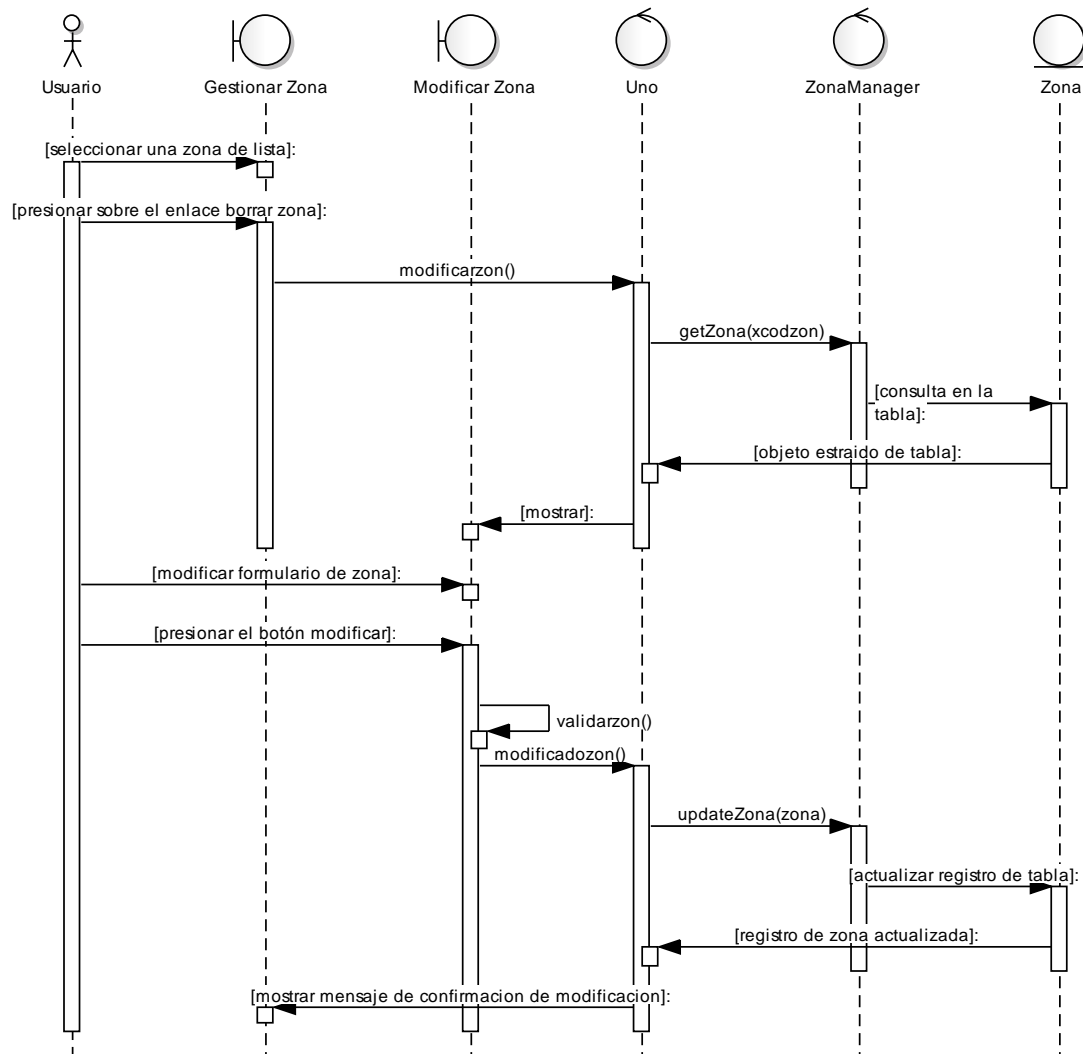 Usuario
Gestionar Zona
Modificar Zona
Uno
ZonaManager
Zona
[seleccionar una zona de lista]:
[presionar sobre el enlace borrar zona]:
modificarzon()
getZona(xcodzon)
[consulta en la
tabla]:
[objeto estraido de tabla]:
[mostrar]:
[modificar formulario de zona]:
[presionar el botón modificar]:
validarzon()
modificadozon()
updateZona(zona)
[actualizar registro de tabla]:
[registro de zona actualizada]:
[mostrar mensaje de confirmacion de modificacion]: